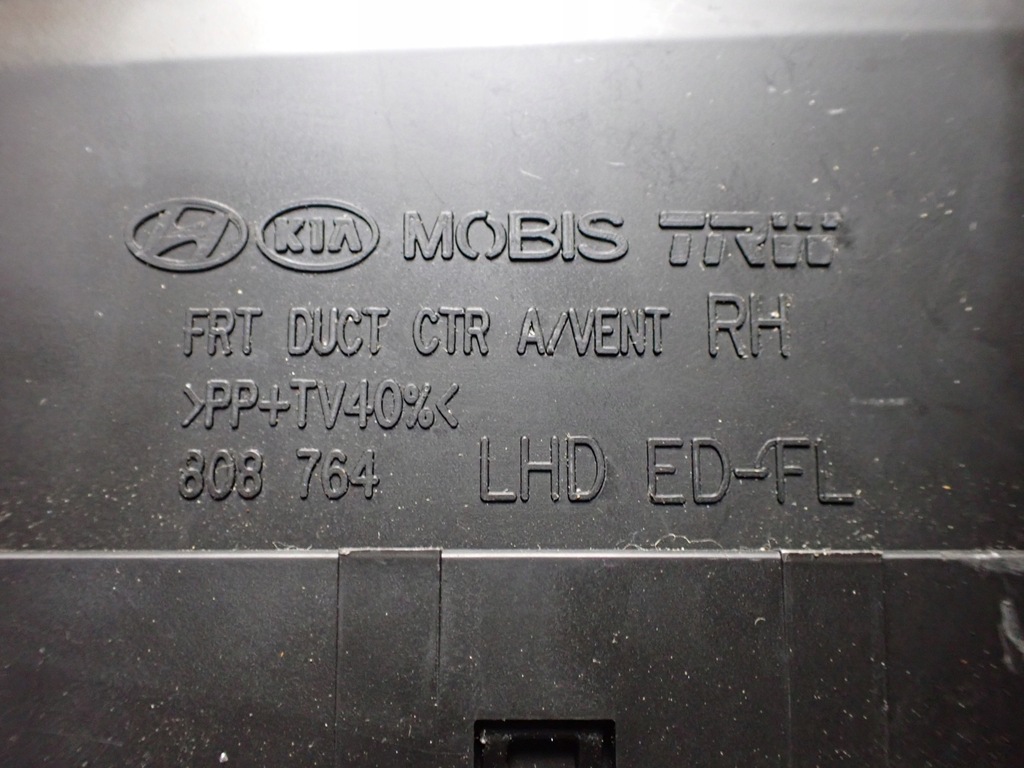 KIA MOBIS TRW
FRT DUCT CTR A/VENT RH
>PP+TV40%<
808 764 LHD ED-FL